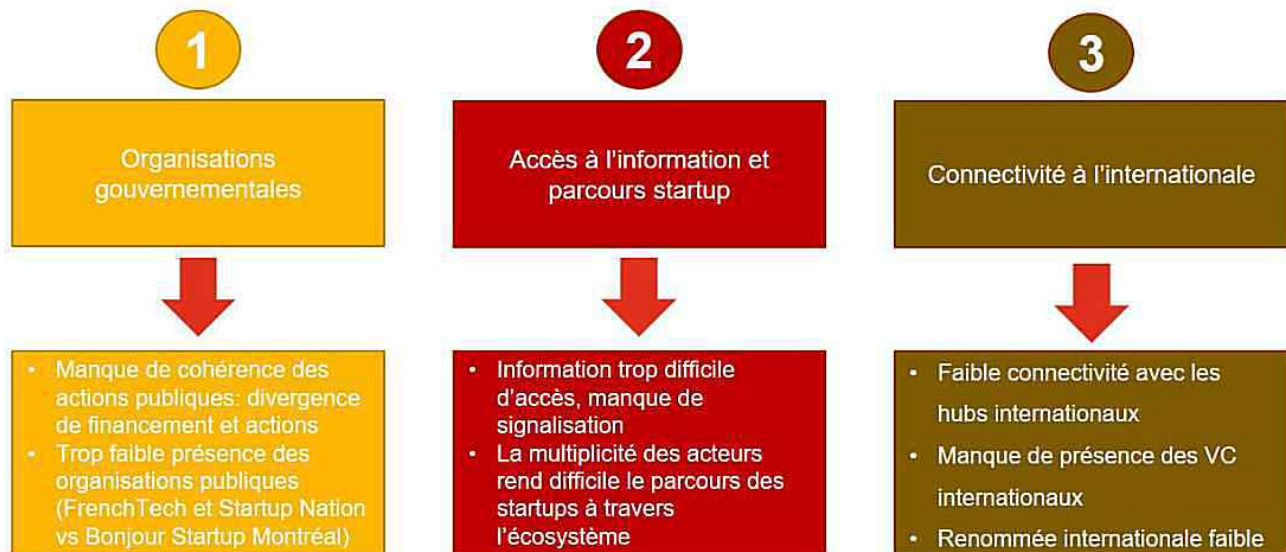 1
Organisations
gouvernementales
• Manque de cohérence des
actions publiques: divergence
de financement et actions
• Trop faible présence des
organisations publiques
(FrenchTech et Startup Nation
vs Bonjour Startup Montréal)
2
Accès à l'information et
parcours startup
• Information trop difficile
d'accès, manque de
signalisation
• La multiplicité des acteurs
rend difficile le parcours des
startups à travers
l'écosystème
3
Connectivité à l'internationale
• Faible connectivité avec les
hubs internationaux
• Manque de présence des VC
internationaux
• Renommée internationale faible